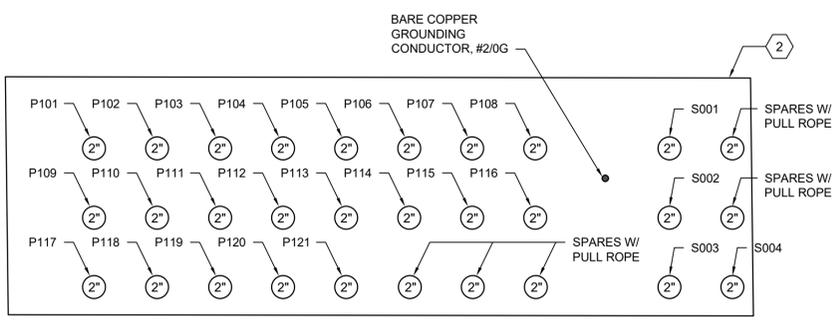 BARE COPPER
GROUNDING
CONDUCTOR, #2/0G
2
P101 P102 P103 P104 P105 P106 P107 P108 S001 SPARES W/
PULL ROPE
2" 2" 2" 2" 2" 2" 2" 2" 2" 2"
P109 P110 P111 P112 P113 P114 P115 P116 S002 SPARES W/
PULL ROPE
2" 2" 2" 2" 2" 2" 2" 2" 2" 2"
P117 P118 P119 P120 P121 SPARES W/
PULL ROPE
S003 S004
2" 2" 2" 2" 2" 2" 2" 2" 2" 2"